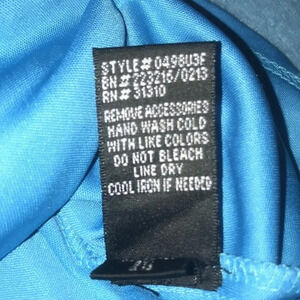 STYLE# 0498U3F
BN# 223216/0213
RN# 31310
REMOVE ACCESSORIES
HAND WASH COLD
WITH LIKE COLORS
DO NOT BLEACH
LINE DRY
COOL IRON IF NEEDED